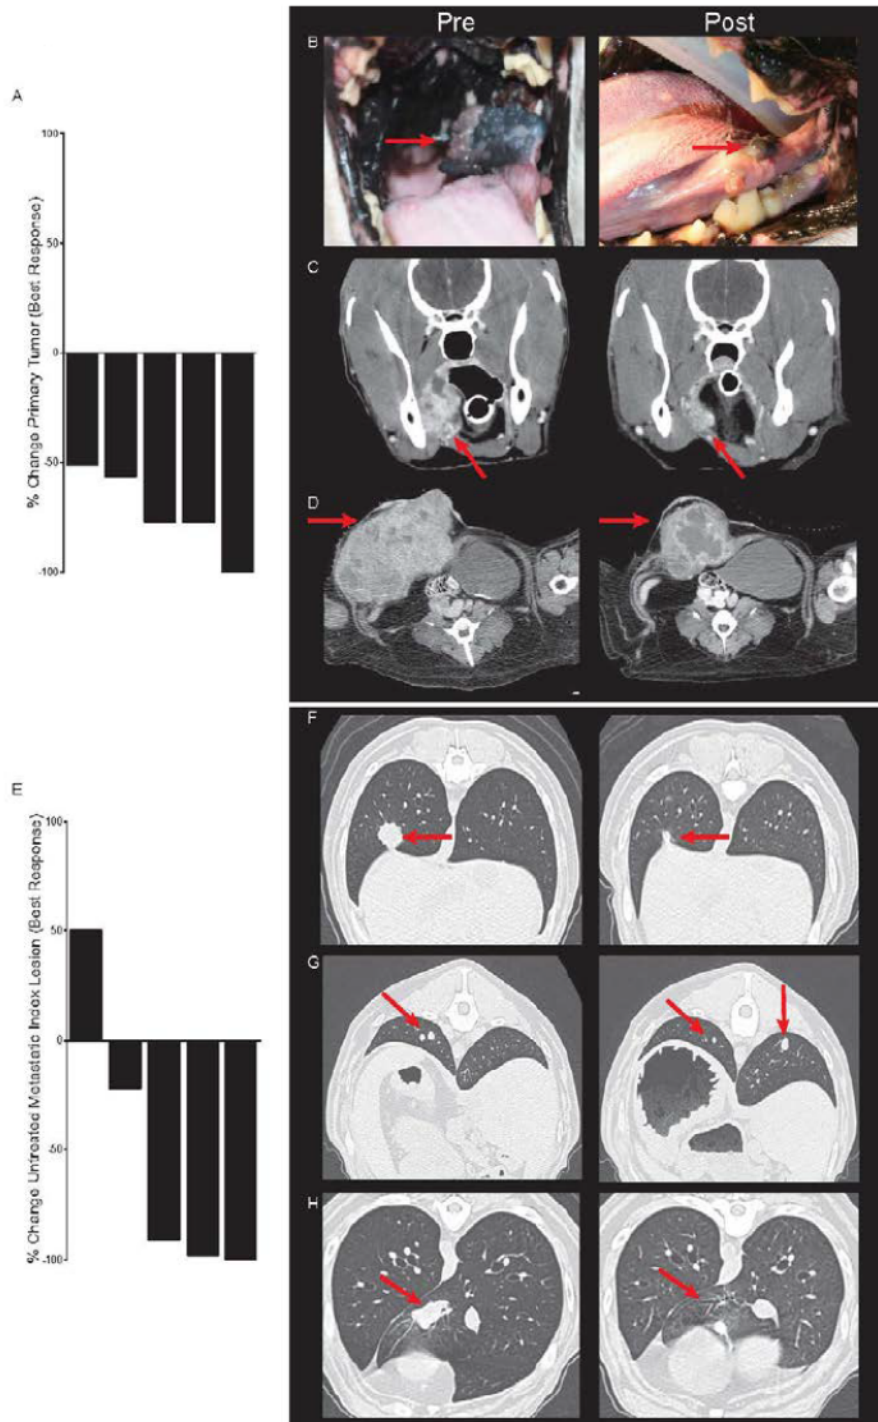 Pre Post
A
B
100
50
0
-50
-100
% Change Primary Tumor (Best Response)
C
D
E
F
100
50
0
-50
-100
% Change Untreated Metastatic Index Lesion (Best Response)
G
H